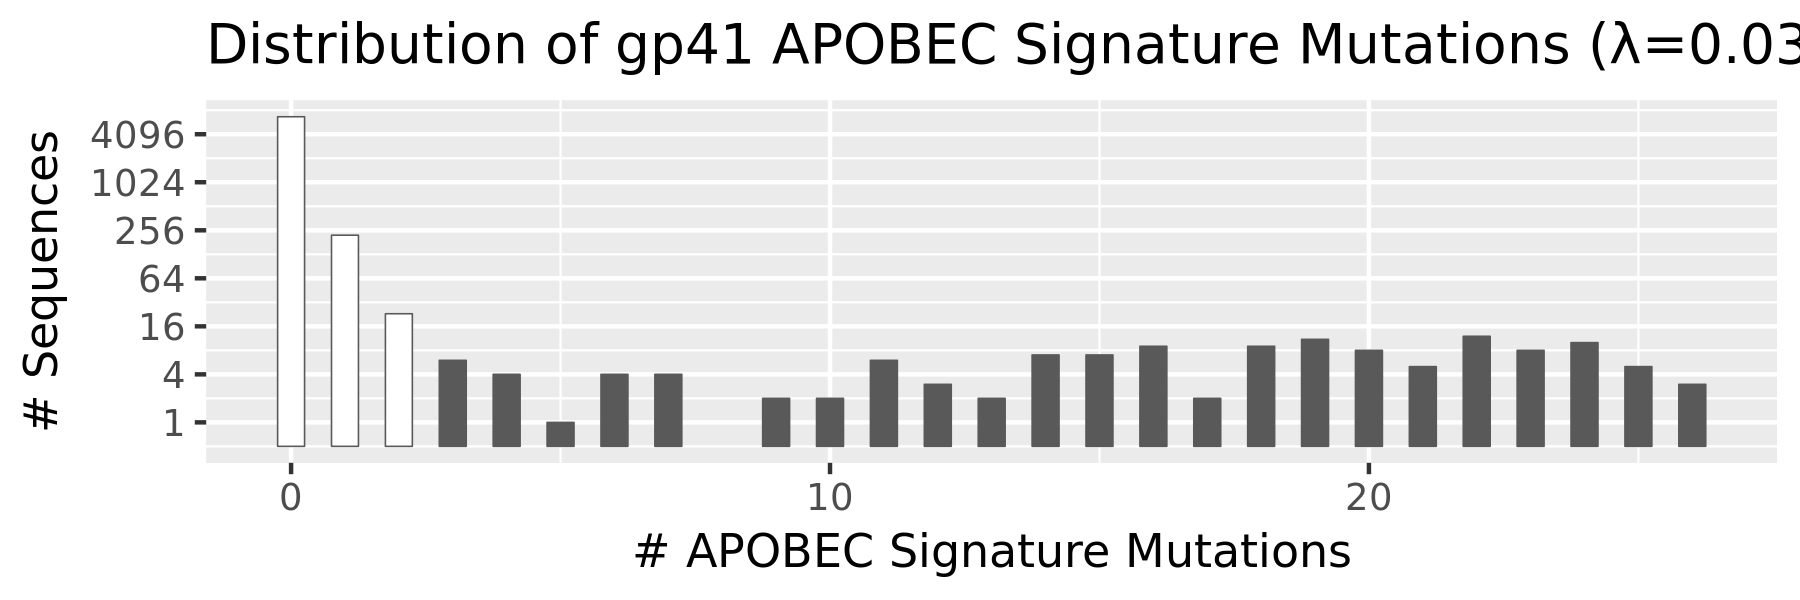 Distribution of gp41 APOBEC Signature Mutations (λ=0.03
# Sequences
4096
1024
256
64
16
4
1
0 10 20
# APOBEC Signature Mutations